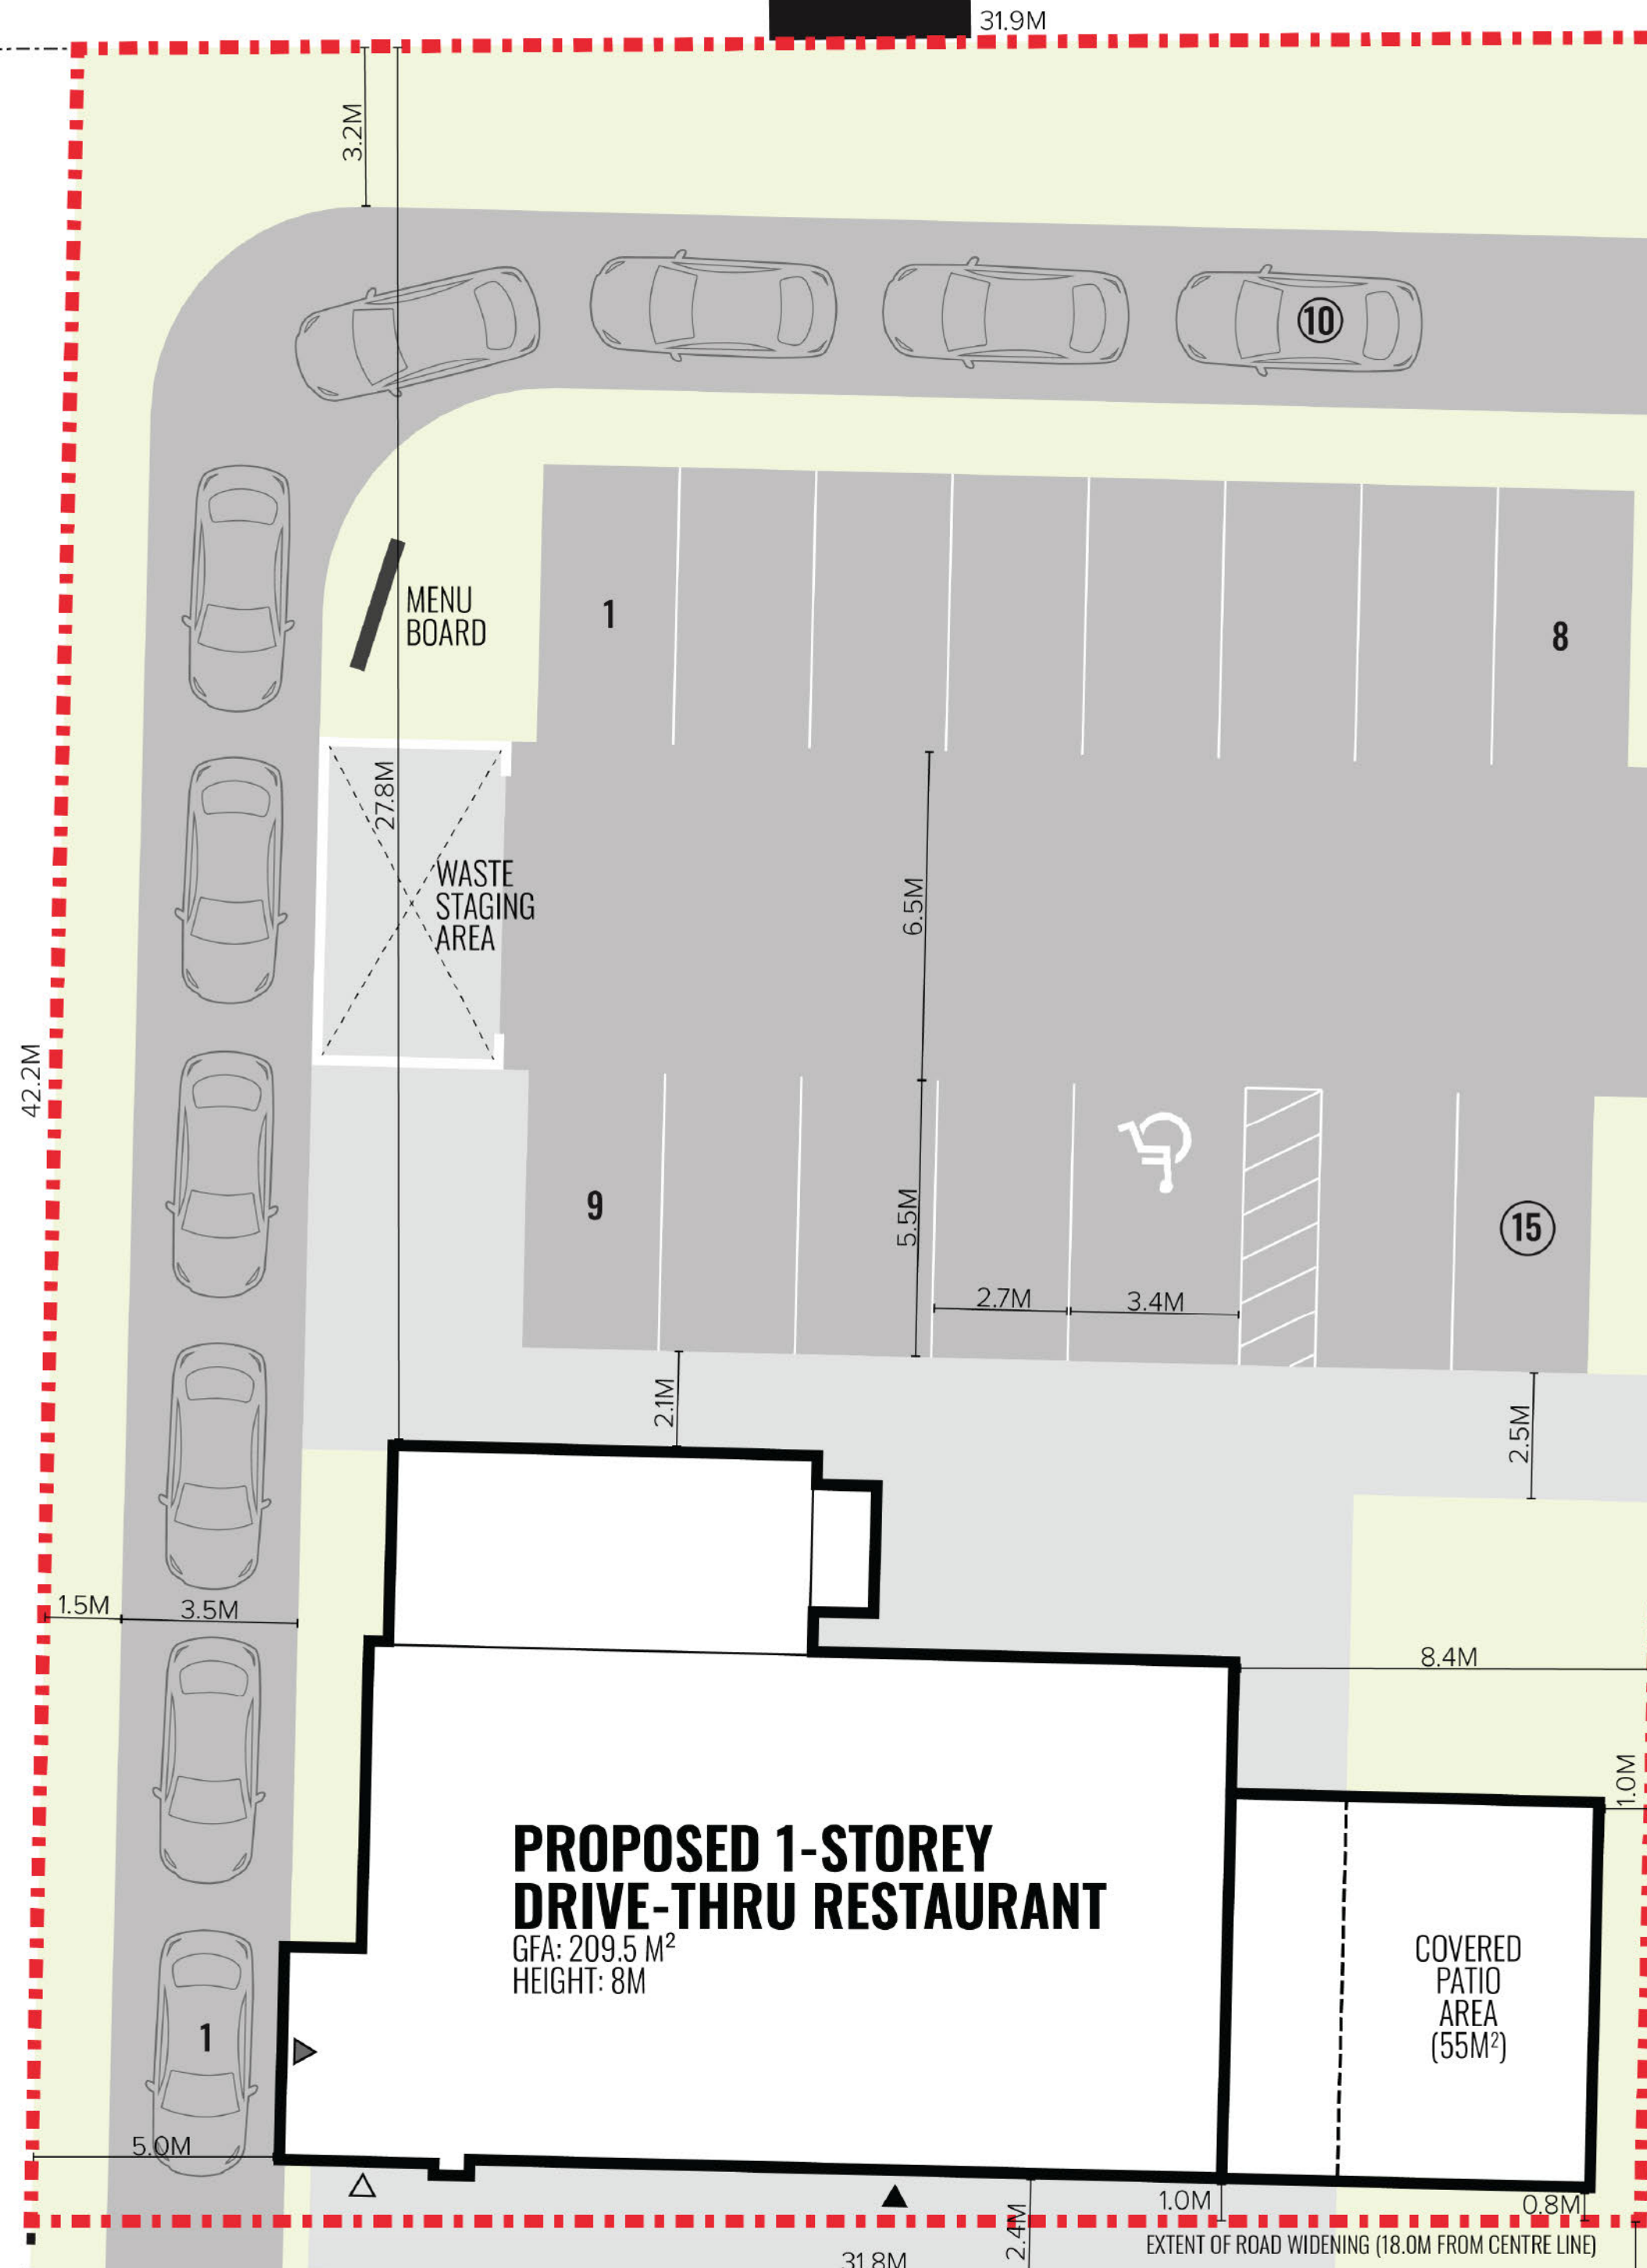 31.9M
3.2M
10
MENU
BOARD
1
8
27.8M
WASTE
STAGING
AREA
6.5M
42.2M
9
5.5M
15
2.7M
3.4M
2.1M
2.5M
1.5M
3.5M
8.4M
1.0M
PROPOSED 1-STOREY
DRIVE-THRU RESTAURANT
GFA: 209.5 M²
HEIGHT: 8M
COVERED
PATIO
AREA
(55M²)
1
5.0M
1.0M
0.8M
2.4M
EXTENT OF ROAD WIDENING (18.0M FROM CENTRE LINE)
31.8M